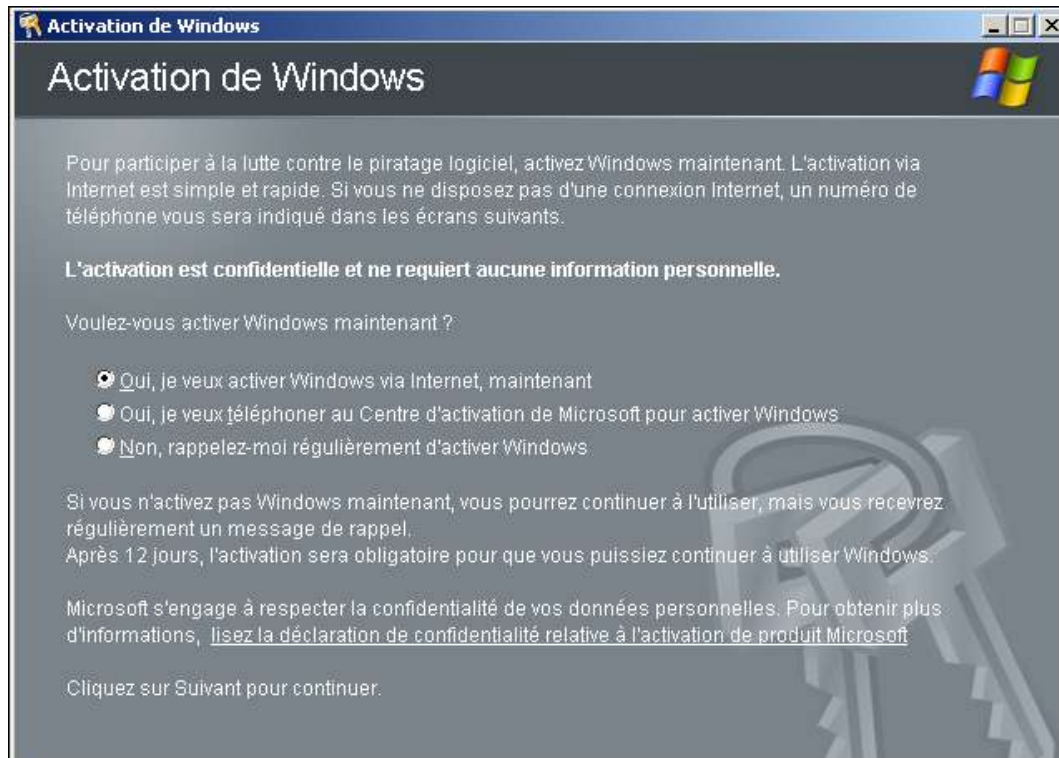 Activation de Windows
Activation de Windows
Pour participer à la lutte contre le piratage logiciel, activez Windows maintenant. L'activation via
Internet est simple et rapide. Si vous ne disposez pas d'une connexion Internet, un numéro de
téléphone vous sera indiqué dans les écrans suivants.
L'activation est confidentielle et ne requiert aucune information personnelle.
Voulez-vous activer Windows maintenant ?
Oui, je veux activer Windows via Internet, maintenant
Oui, je veux téléphoner au Centre d'activation de Microsoft pour activer Windows
Non, rappelez-moi régulièrement d'activer Windows
Si vous n'activez pas Windows maintenant, vous pourrez continuer à l'utiliser, mais vous recevrez
régulièrement un message de rappel.
Après 12 jours, l'activation sera obligatoire pour que vous puissiez continuer à utiliser Windows.
Microsoft s'engage à respecter la confidentialité de vos données personnelles. Pour obtenir plus
d'informations, lisez la déclaration de confidentialité relative à l'activation de produit Microsoft
Cliquez sur Suivant pour continuer.